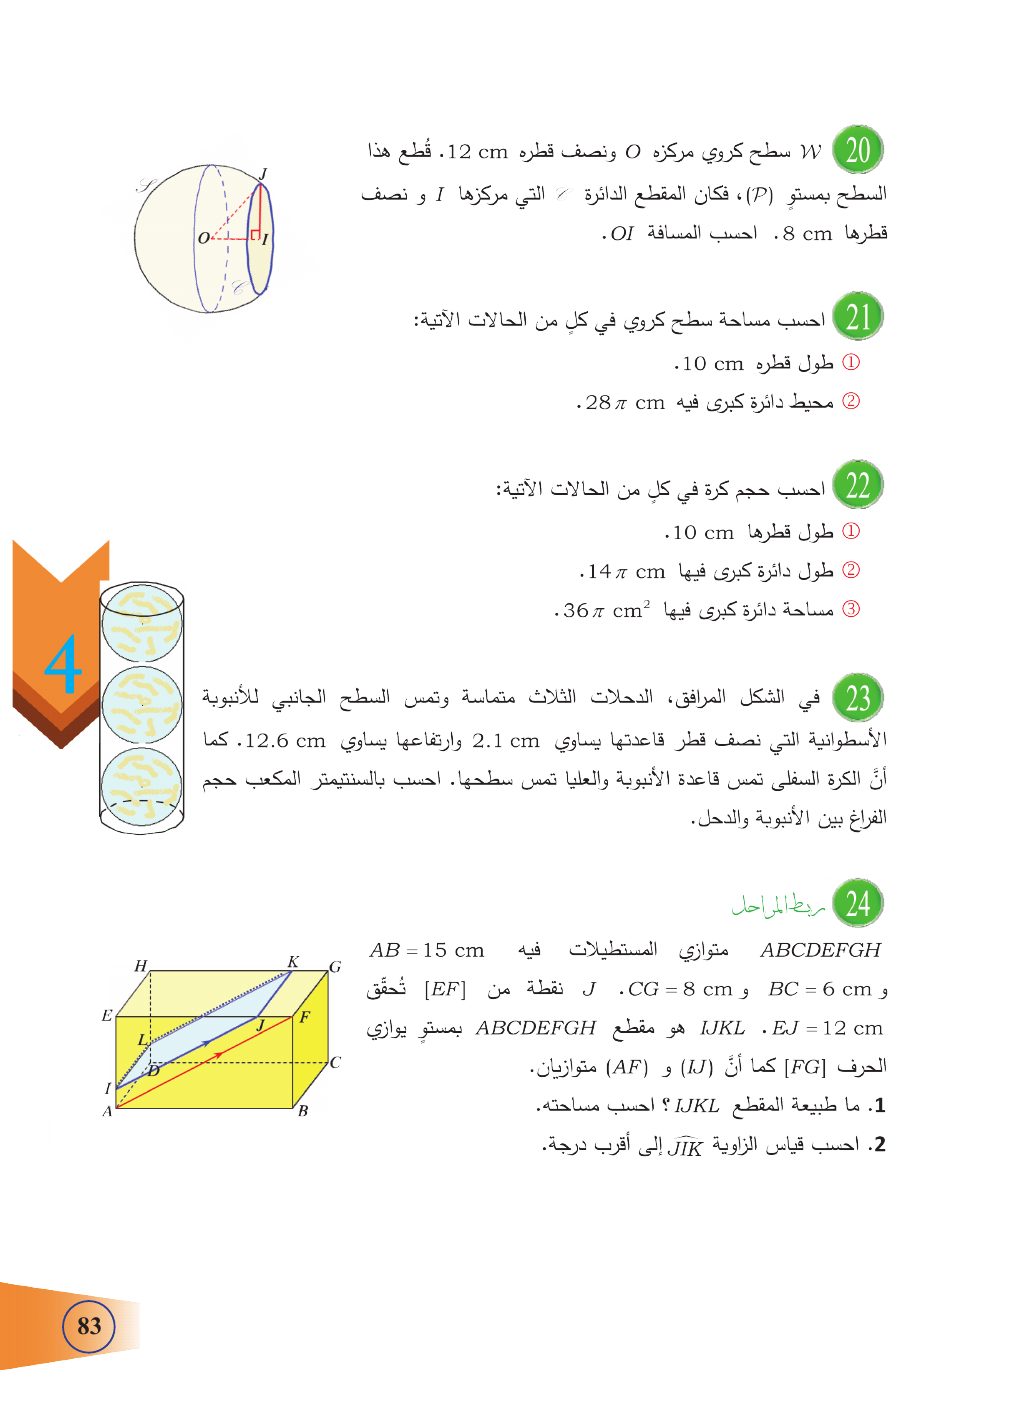 20 W سطح كروي مركزه O ونصف قطره 12 cm. قُطع هذا
السطح بمستوٍ (P)، فكان المقطع الدائرة C التي مركزها I و نصف
قطرها 8 cm. احسب المسافة OI.
S
J
O
I
C
21 احسب مساحة سطح كروي في كلٍ من الحالات الآتية:
① طول قطره 10 cm.
② محيط دائرة كبرى فيه 28π cm.
22 احسب حجم كرة في كلٍ من الحالات الآتية:
① طول قطرها 10 cm.
② طول دائرة كبرى فيها 14π cm.
③ مساحة دائرة كبرى فيها 36π cm².
4
23 في الشكل المرافق، الدحلات الثلاث متماسة وتمس السطح الجانبي للأنبوبة
الأسطوانية التي نصف قطر قاعدتها يساوي 2.1 cm وارتفاعها يساوي 12.6 cm. كما
أنَّ الكرة السفلى تمس قاعدة الأنبوبة والعليا تمس سطحها. احسب بالسنتيمتر المكعب حجم
الفراغ بين الأنبوبة والدحل.
24 ربط المراحل
ABCDEFGH متوازي المستطيلات فيه AB = 15 cm
و BC = 6 cm و CG = 8 cm. J نقطة من [EF] تُحقّق
EJ = 12 cm. IJKL هو مقطع ABCDEFGH بمستوٍ يوازي
الحرف [FG] كما أنَّ (IJ) و (AF) متوازيان.
1. ما طبيعة المقطع IJKL؟ احسب مساحته.
2. احسب قياس الزاوية JIK إلى أقرب درجة.
H
K
G
E
J
F
L
D
C
I
A
B
83